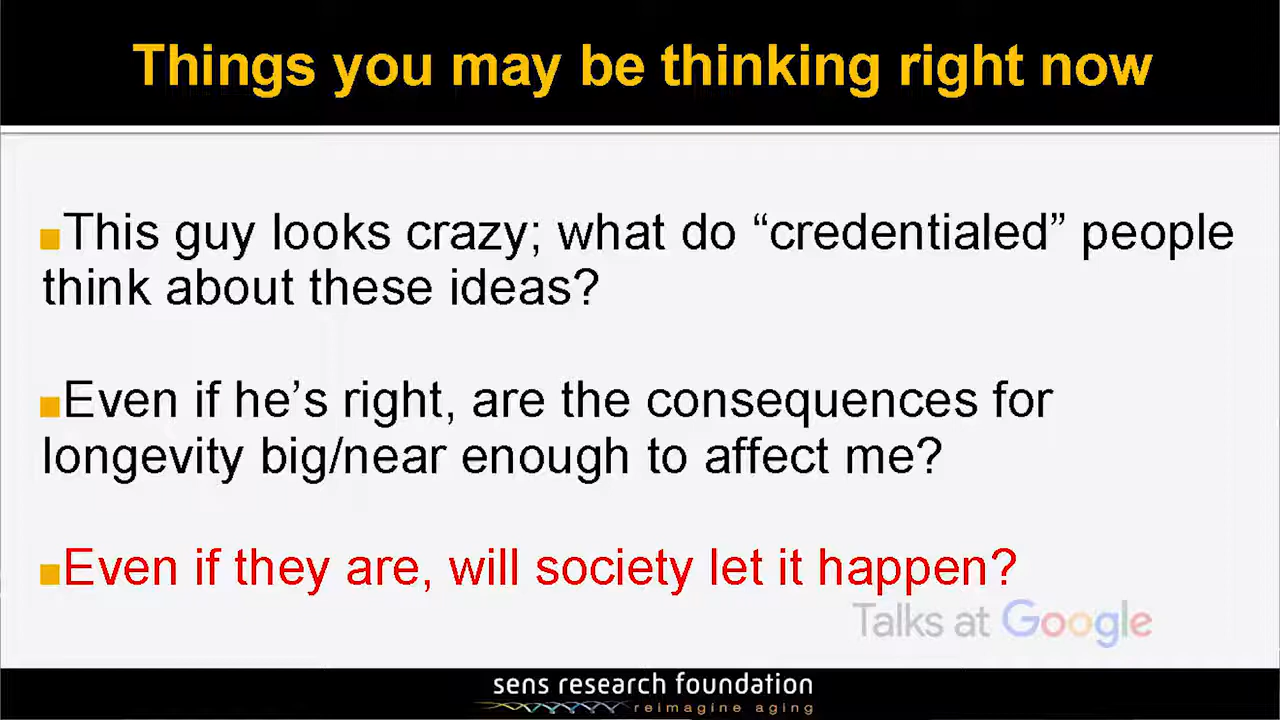 Things you may be thinking right now
This guy looks crazy; what do “credentialed” people
think about these ideas?
Even if he’s right, are the consequences for
longevity big/near enough to affect me?
Even if they are, will society let it happen?
Talks at Google
sens research foundation
reimagine aging